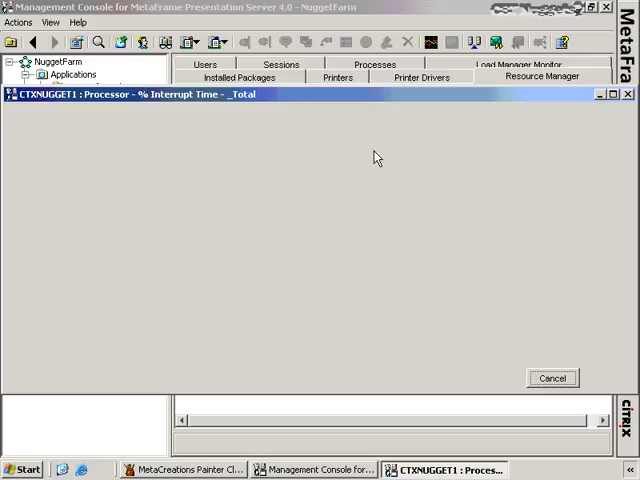 Management Console for MetaFrame Presentation Server 4.0 - NuggetFarm
Actions View Help
NuggetFarm
Applications
Users Sessions Processes Load Manager Monitor
Installed Packages Printers Printer Drivers Resource Manager
MetaFra
CTXNUGGET1 : Processor - % Interrupt Time - _Total
Cancel
CITRIX
Start
MetaCreations Painter Cl...
Management Console for...
CTXNUGGET1 : Proces...